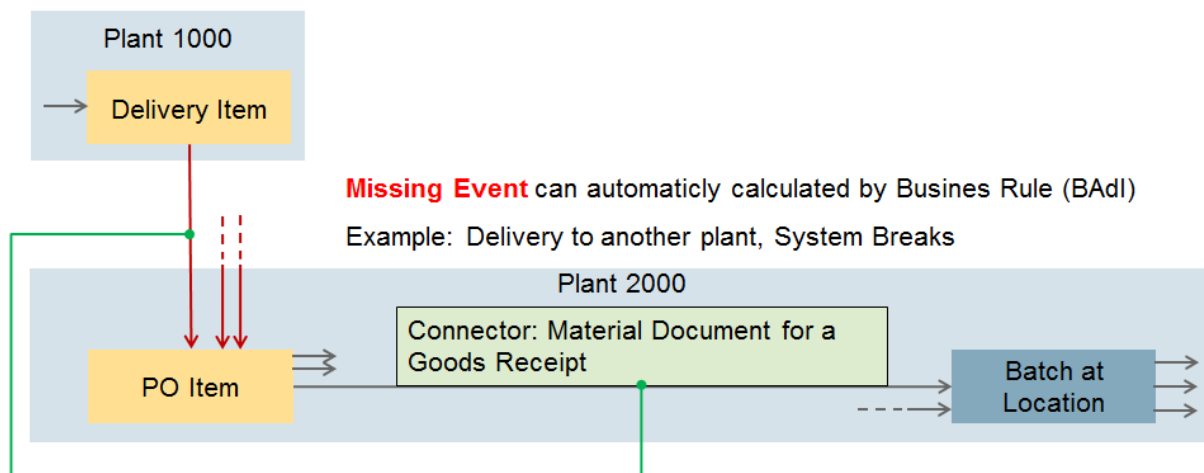 Plant 1000
Delivery Item
Missing Event can automaticly calculated by Busines Rule (BAdI)
Example: Delivery to another plant, System Breaks
Plant 2000
Connector: Material Document for a
Goods Receipt
PO Item
Batch at
Location